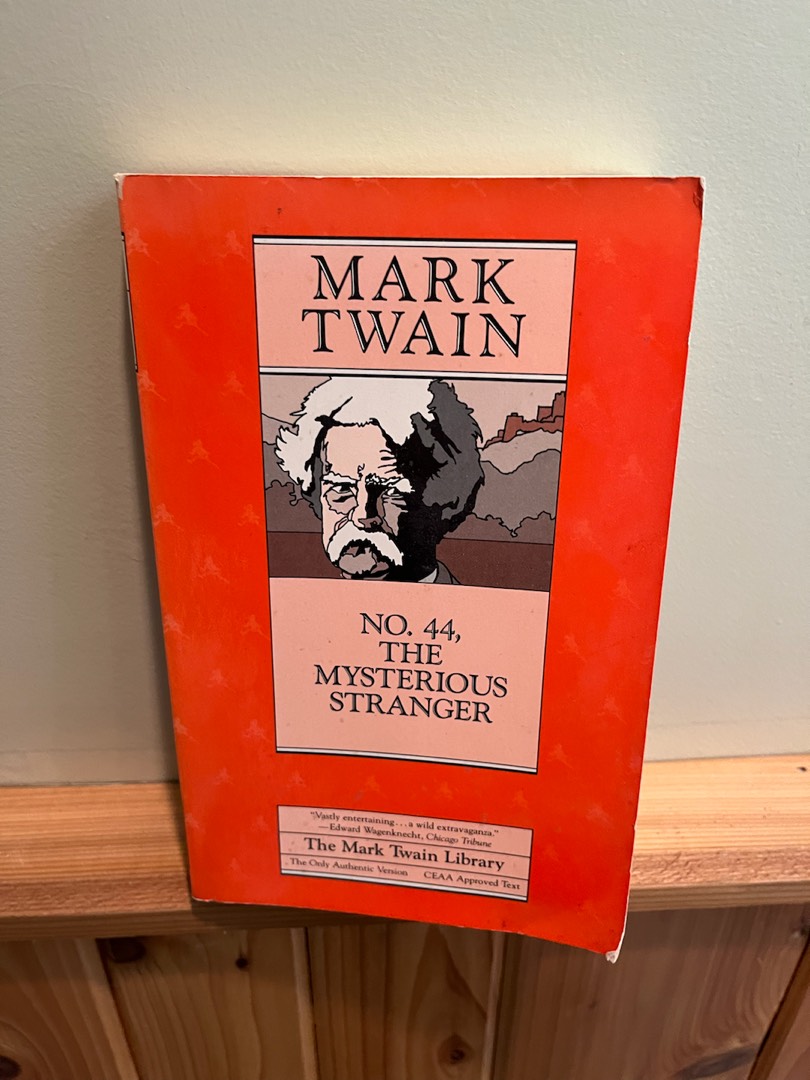 MARK
TWAIN
NO. 44,
THE
MYSTERIOUS
STRANGER
"Vastly entertaining...a wild extravaganza."
—Edward Wagenknecht, Chicago Tribune
The Mark Twain Library
The Only Authentic Version CEAA Approved Text